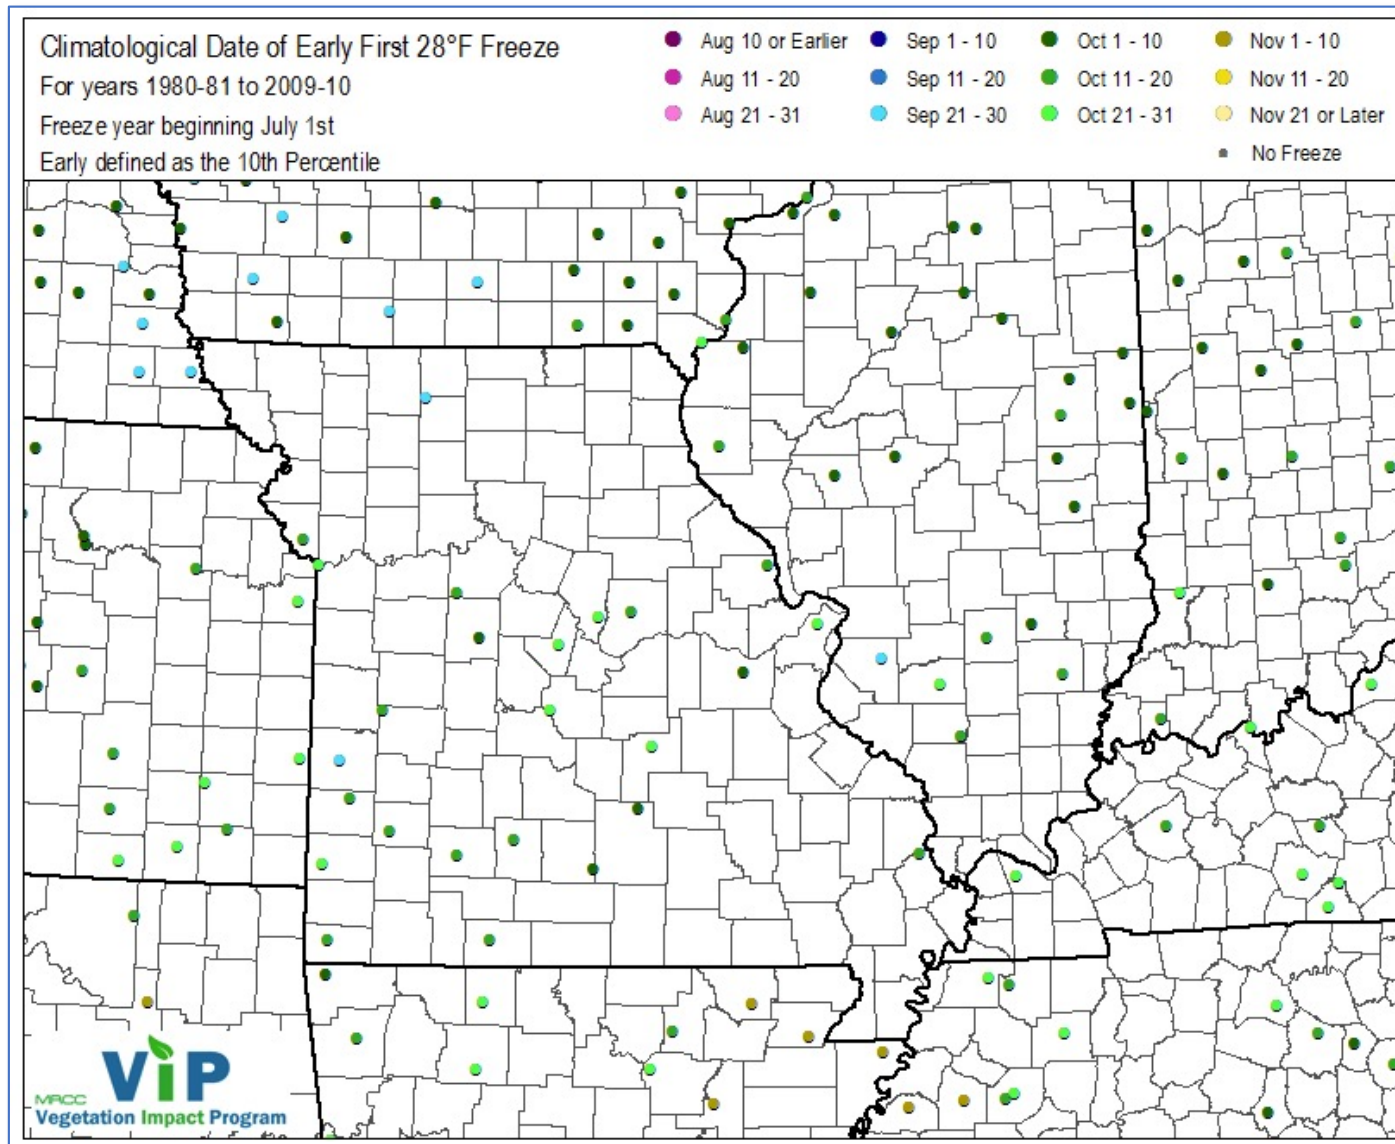 Climatological Date of Early First 28°F Freeze
For years 1980-81 to 2009-10
Freeze year beginning July 1st
Early defined as the 10th Percentile
Aug 10 or Earlier
Aug 11 - 20
Aug 21 - 31
Sep 1 - 10
Sep 11 - 20
Sep 21 - 30
Oct 1 - 10
Oct 11 - 20
Oct 21 - 31
Nov 1 - 10
Nov 11 - 20
Nov 21 or Later
No Freeze
ViP
MRCC
Vegetation Impact Program